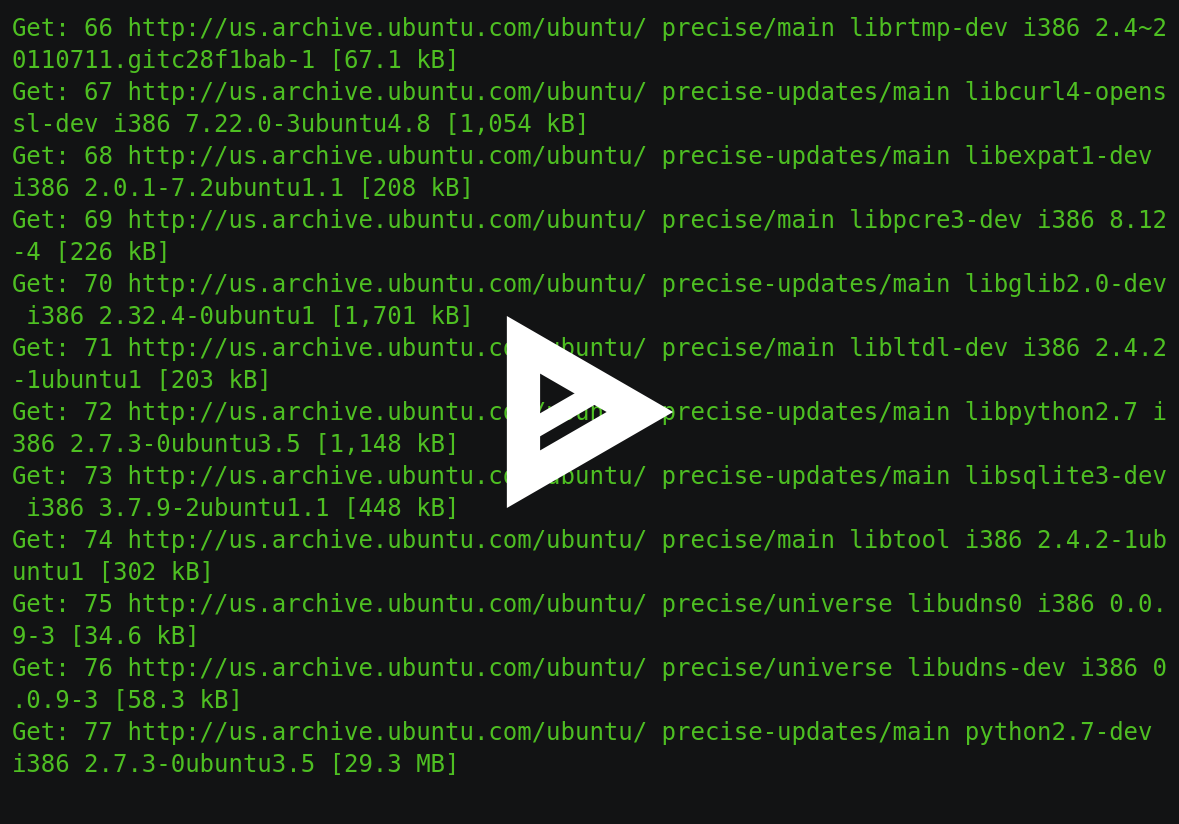 Get: 66 http://us.archive.ubuntu.com/ubuntu/ precise/main librtmp-dev i386 2.4~2
0110711.gitc28f1bab-1 [67.1 kB]
Get: 67 http://us.archive.ubuntu.com/ubuntu/ precise-updates/main libcurl4-opens
sl-dev i386 7.22.0-3ubuntu4.8 [1,054 kB]
Get: 68 http://us.archive.ubuntu.com/ubuntu/ precise-updates/main libexpat1-dev
i386 2.0.1-7.2ubuntu1.1 [208 kB]
Get: 69 http://us.archive.ubuntu.com/ubuntu/ precise/main libpcre3-dev i386 8.12
-4 [226 kB]
Get: 70 http://us.archive.ubuntu.com/ubuntu/ precise-updates/main libglib2.0-dev
 i386 2.32.4-0ubuntu1 [1,701 kB]
Get: 71 http://us.archive.ubuntu.c precise/main libltdl-dev i386 2.4.2
-1ubuntu1 [203 kB]
Get: 72 http://us.archive.ubuntu.c precise-updates/main libpython2.7 i
386 2.7.3-0ubuntu3.5 [1,148 kB]
Get: 73 http://us.archive.ubuntu.c precise-updates/main libsqlite3-dev
 i386 3.7.9-2ubuntu1.1 [448 kB]
Get: 74 http://us.archive.ubuntu.com/ubuntu/ precise/main libtool i386 2.4.2-1ub
untu1 [302 kB]
Get: 75 http://us.archive.ubuntu.com/ubuntu/ precise/universe libudns0 i386 0.0.
9-3 [34.6 kB]
Get: 76 http://us.archive.ubuntu.com/ubuntu/ precise/universe libudns-dev i386 0
.0.9-3 [58.3 kB]
Get: 77 http://us.archive.ubuntu.com/ubuntu/ precise-updates/main python2.7-dev
i386 2.7.3-0ubuntu3.5 [29.3 MB]